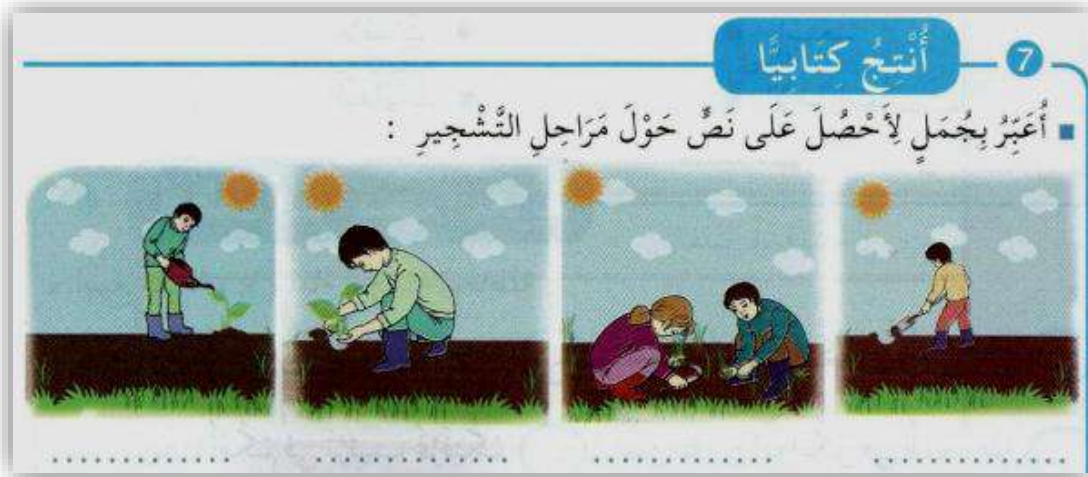 7 أُنْتِجُ كِتَابِيًّا
▪ أُعَبِّرُ بِجُمَلٍ لِأَحْصُلَ عَلَى نَصٍّ حَوْلَ مَرَاحِلِ التَّشْجِيرِ :